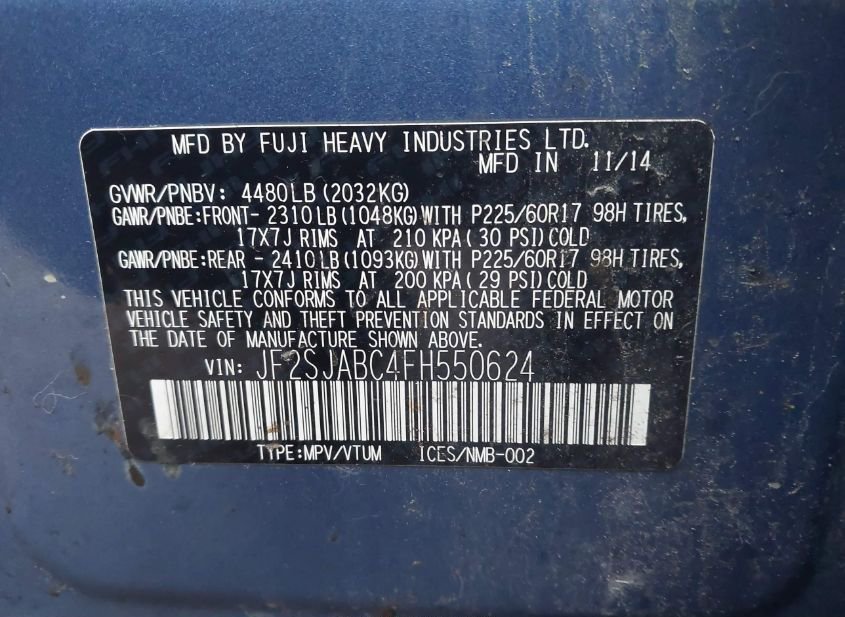 MFD BY FUJI HEAVY INDUSTRIES LTD.
MFD IN 11/14
GVWR/PNBV: 4480LB (2032KG)
GAWR/PNBE:FRONT- 2310LB (1048KG) WITH P225/60R17 98H TIRES,
17X7J RIMS AT 210 KPA( 30 PSI) COLD
GAWR/PNBE:REAR - 2410LB (1093KG) WITH P225/60R17 98H TIRES,
17X7J RIMS AT 200 KPA( 29 PSI) COLD
THIS VEHICLE CONFORMS TO ALL APPLICABLE FEDERAL MOTOR
VEHICLE SAFETY AND THEFT PREVENTION STANDARDS IN EFFECT ON
THE DATE OF MANUFACTURE SHOWN ABOVE.
VIN: JF2SJABC4FH550624
TYPE:MPV/VTUM ICES/NMB-002